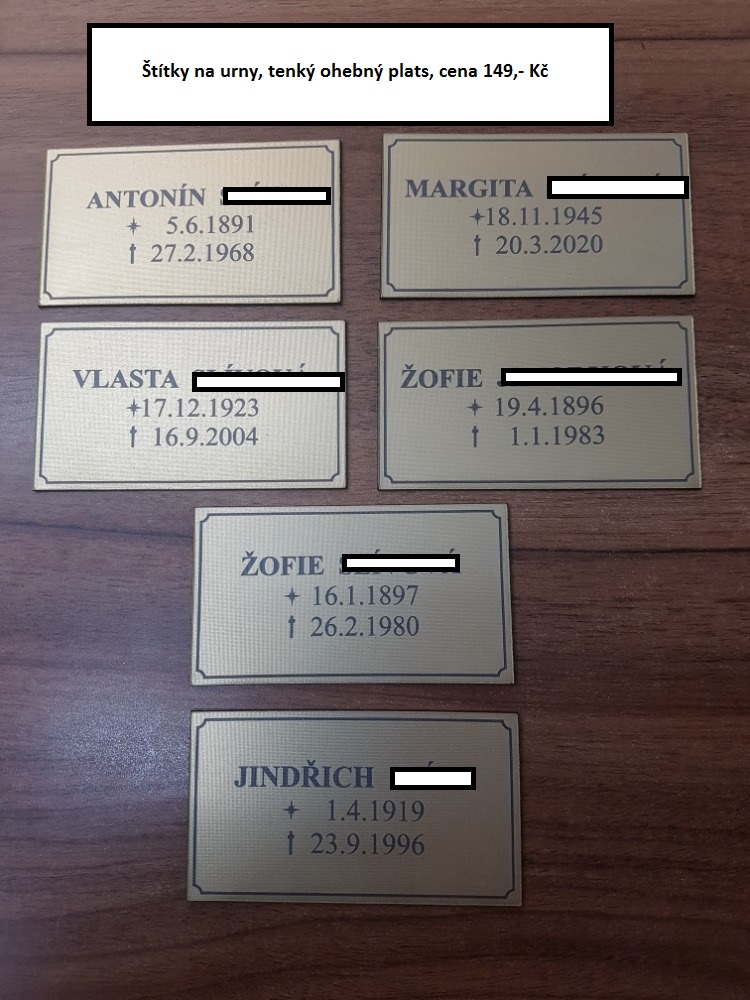 Štítky na urny, tenký ohebný plats, cena 149,- Kč
ANTONÍN
5.6.1891
† 27.2.1968
MARGITA
18.11.1945
† 20.3.2020
VLASTA
17.12.1923
† 16.9.2004
ŽOFIE
19.4.1896
† 1.1.1983
ŽOFIE
16.1.1897
† 26.2.1980
JINDŘICH
1.4.1919
† 23.9.1996